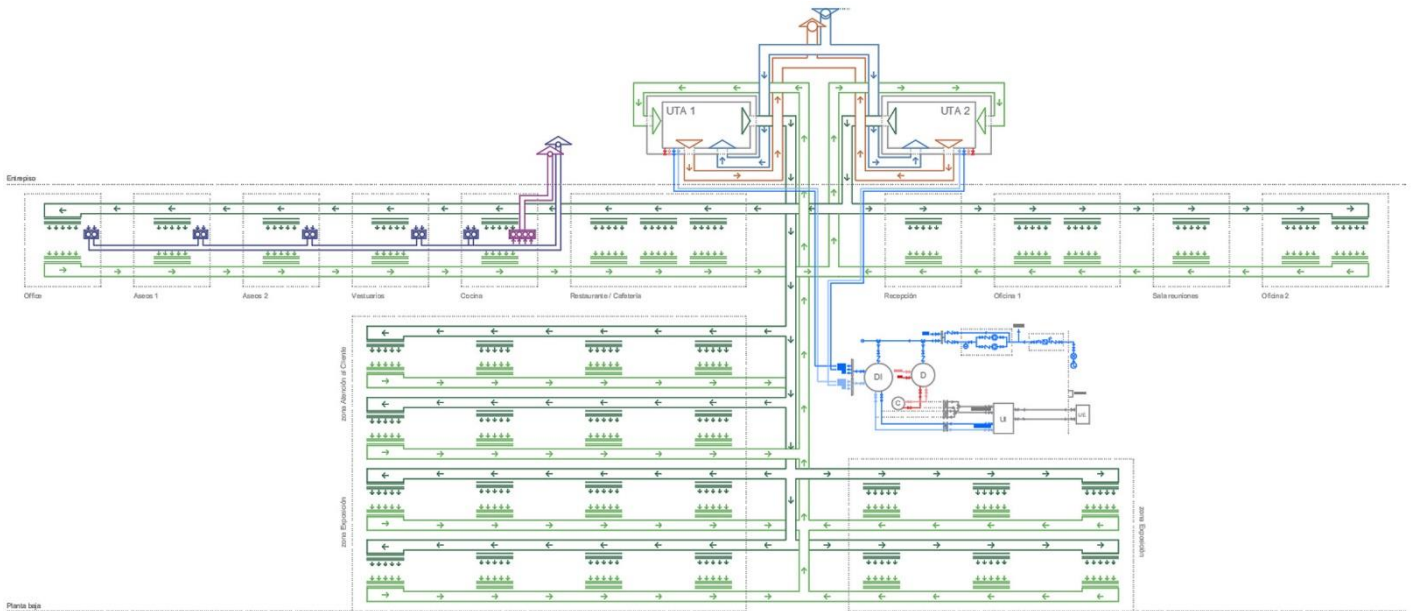 UTA 1
UTA 2
Entrepiso
Office
Aseos 1
Aseos 2
Vestuarios
Cocina
Restaurante / Cafetería
Recepción
Oficina 1
Sala reuniones
Oficina 2
zona Atención al Cliente
DI
D
C
UI
UE
zona Exposición
zona Exposición
Planta baja